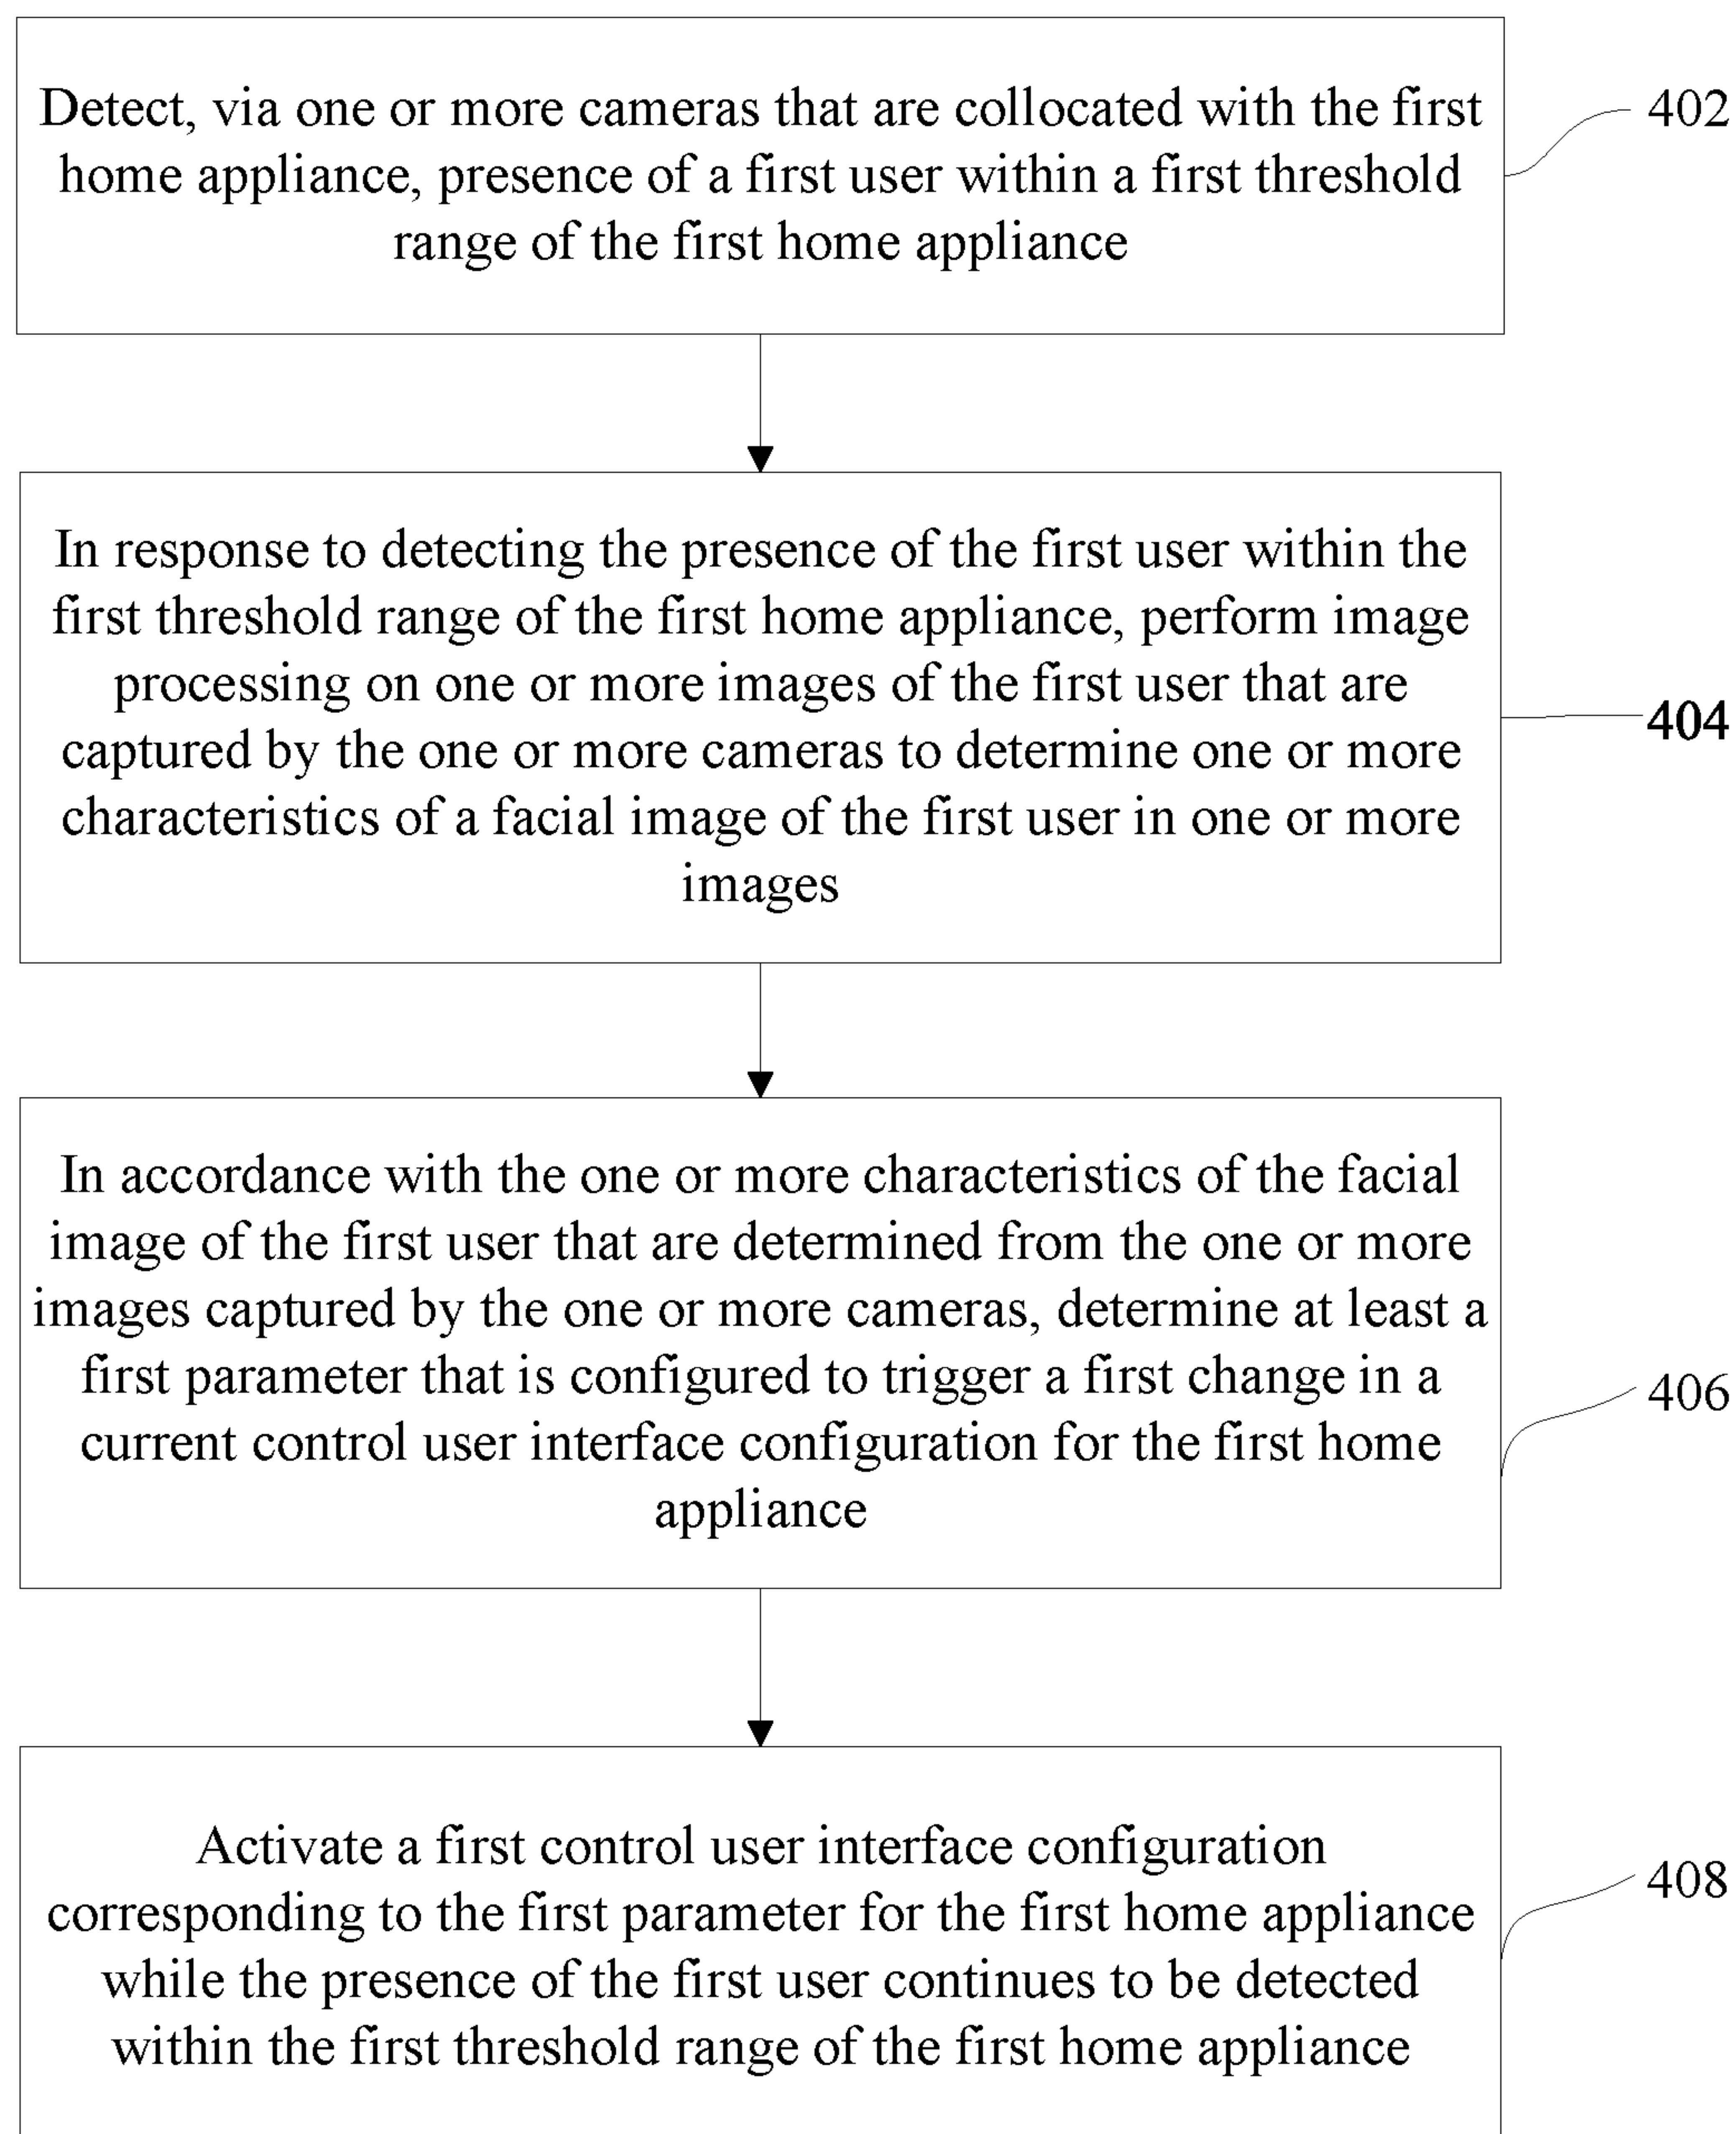 Detect, via one or more cameras that are collocated with the first
home appliance, presence of a first user within a first threshold
range of the first home appliance
402
In response to detecting the presence of the first user within the
first threshold range of the first home appliance, perform image
processing on one or more images of the first user that are
captured by the one or more cameras to determine one or more
characteristics of a facial image of the first user in one or more
images
404
In accordance with the one or more characteristics of the facial
image of the first user that are determined from the one or more
images captured by the one or more cameras, determine at least a
first parameter that is configured to trigger a first change in a
current control user interface configuration for the first home
appliance
406
Activate a first control user interface configuration
corresponding to the first parameter for the first home appliance
while the presence of the first user continues to be detected
within the first threshold range of the first home appliance
408